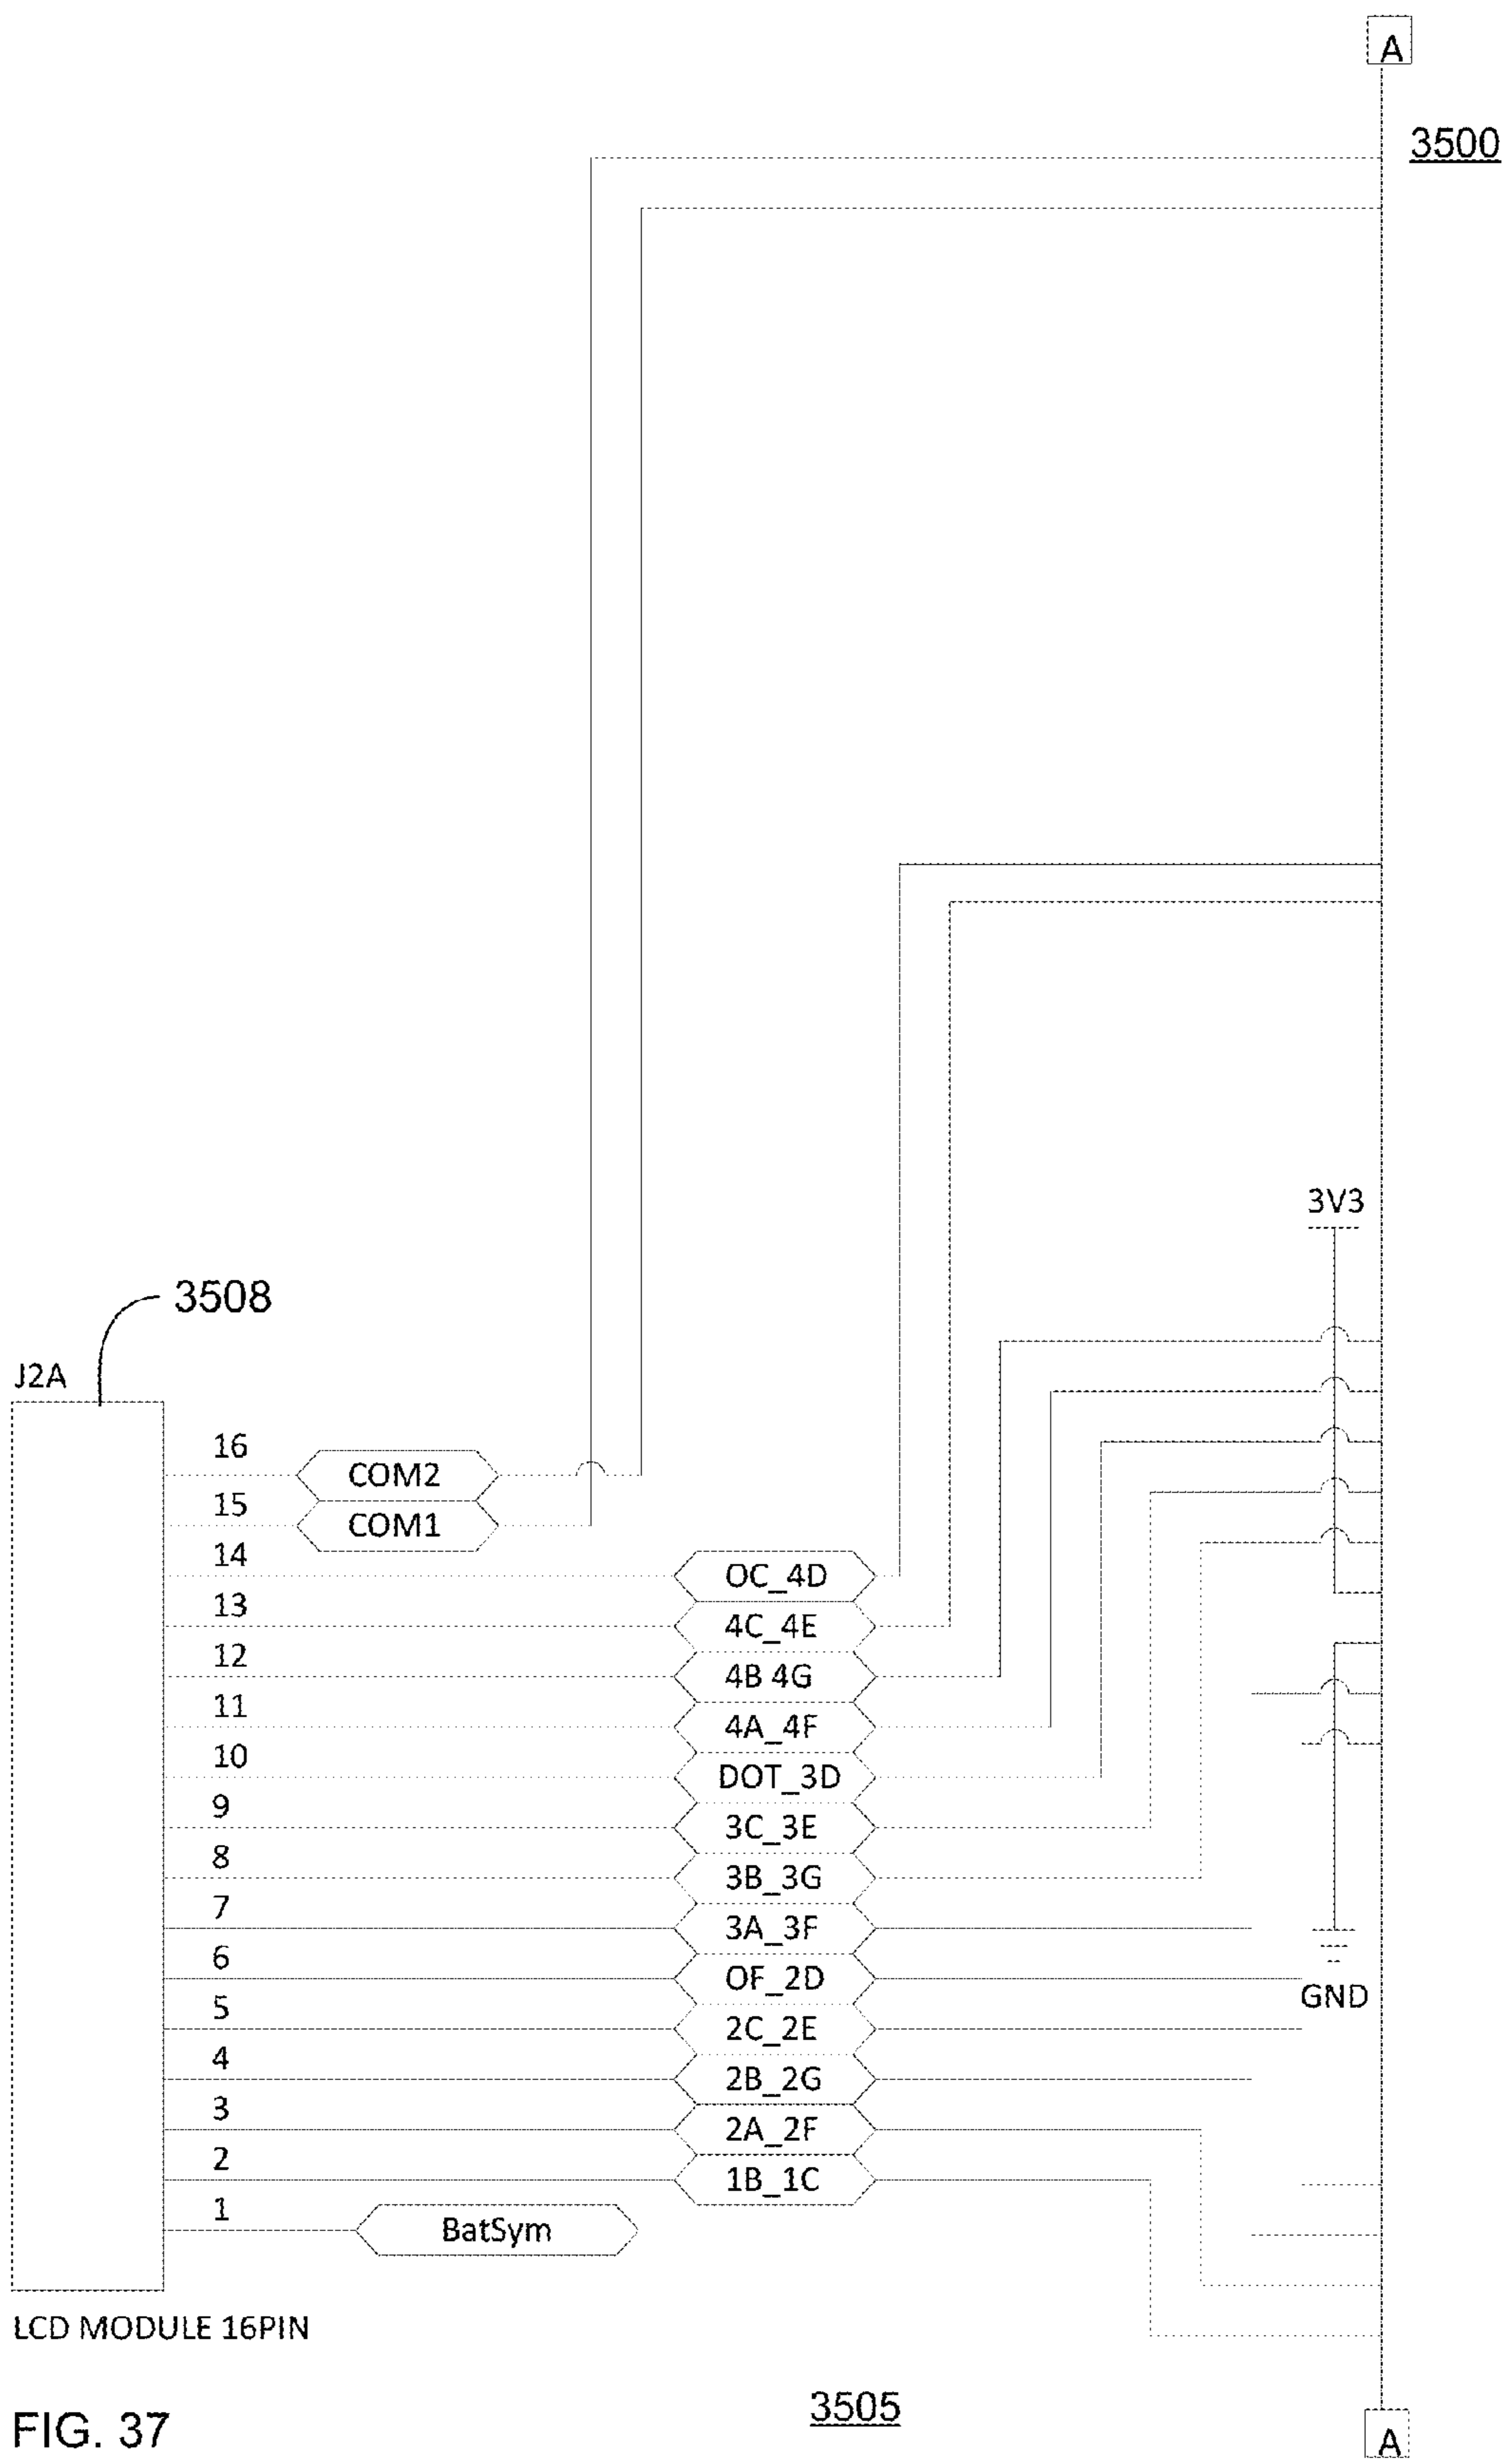 A
3500
3V3
3508
J2A
16
COM2
15
COM1
14
OC_4D
13
4C_4E
12
4B 4G
11
4A_4F
10
DOT_3D
9
3C_3E
8
3B_3G
7
3A_3F
6
OF_2D
GND
5
2C_2E
4
2B_2G
3
2A_2F
2
1B_1C
1
BatSym
LCD MODULE 16PIN
3505
FIG. 37
A